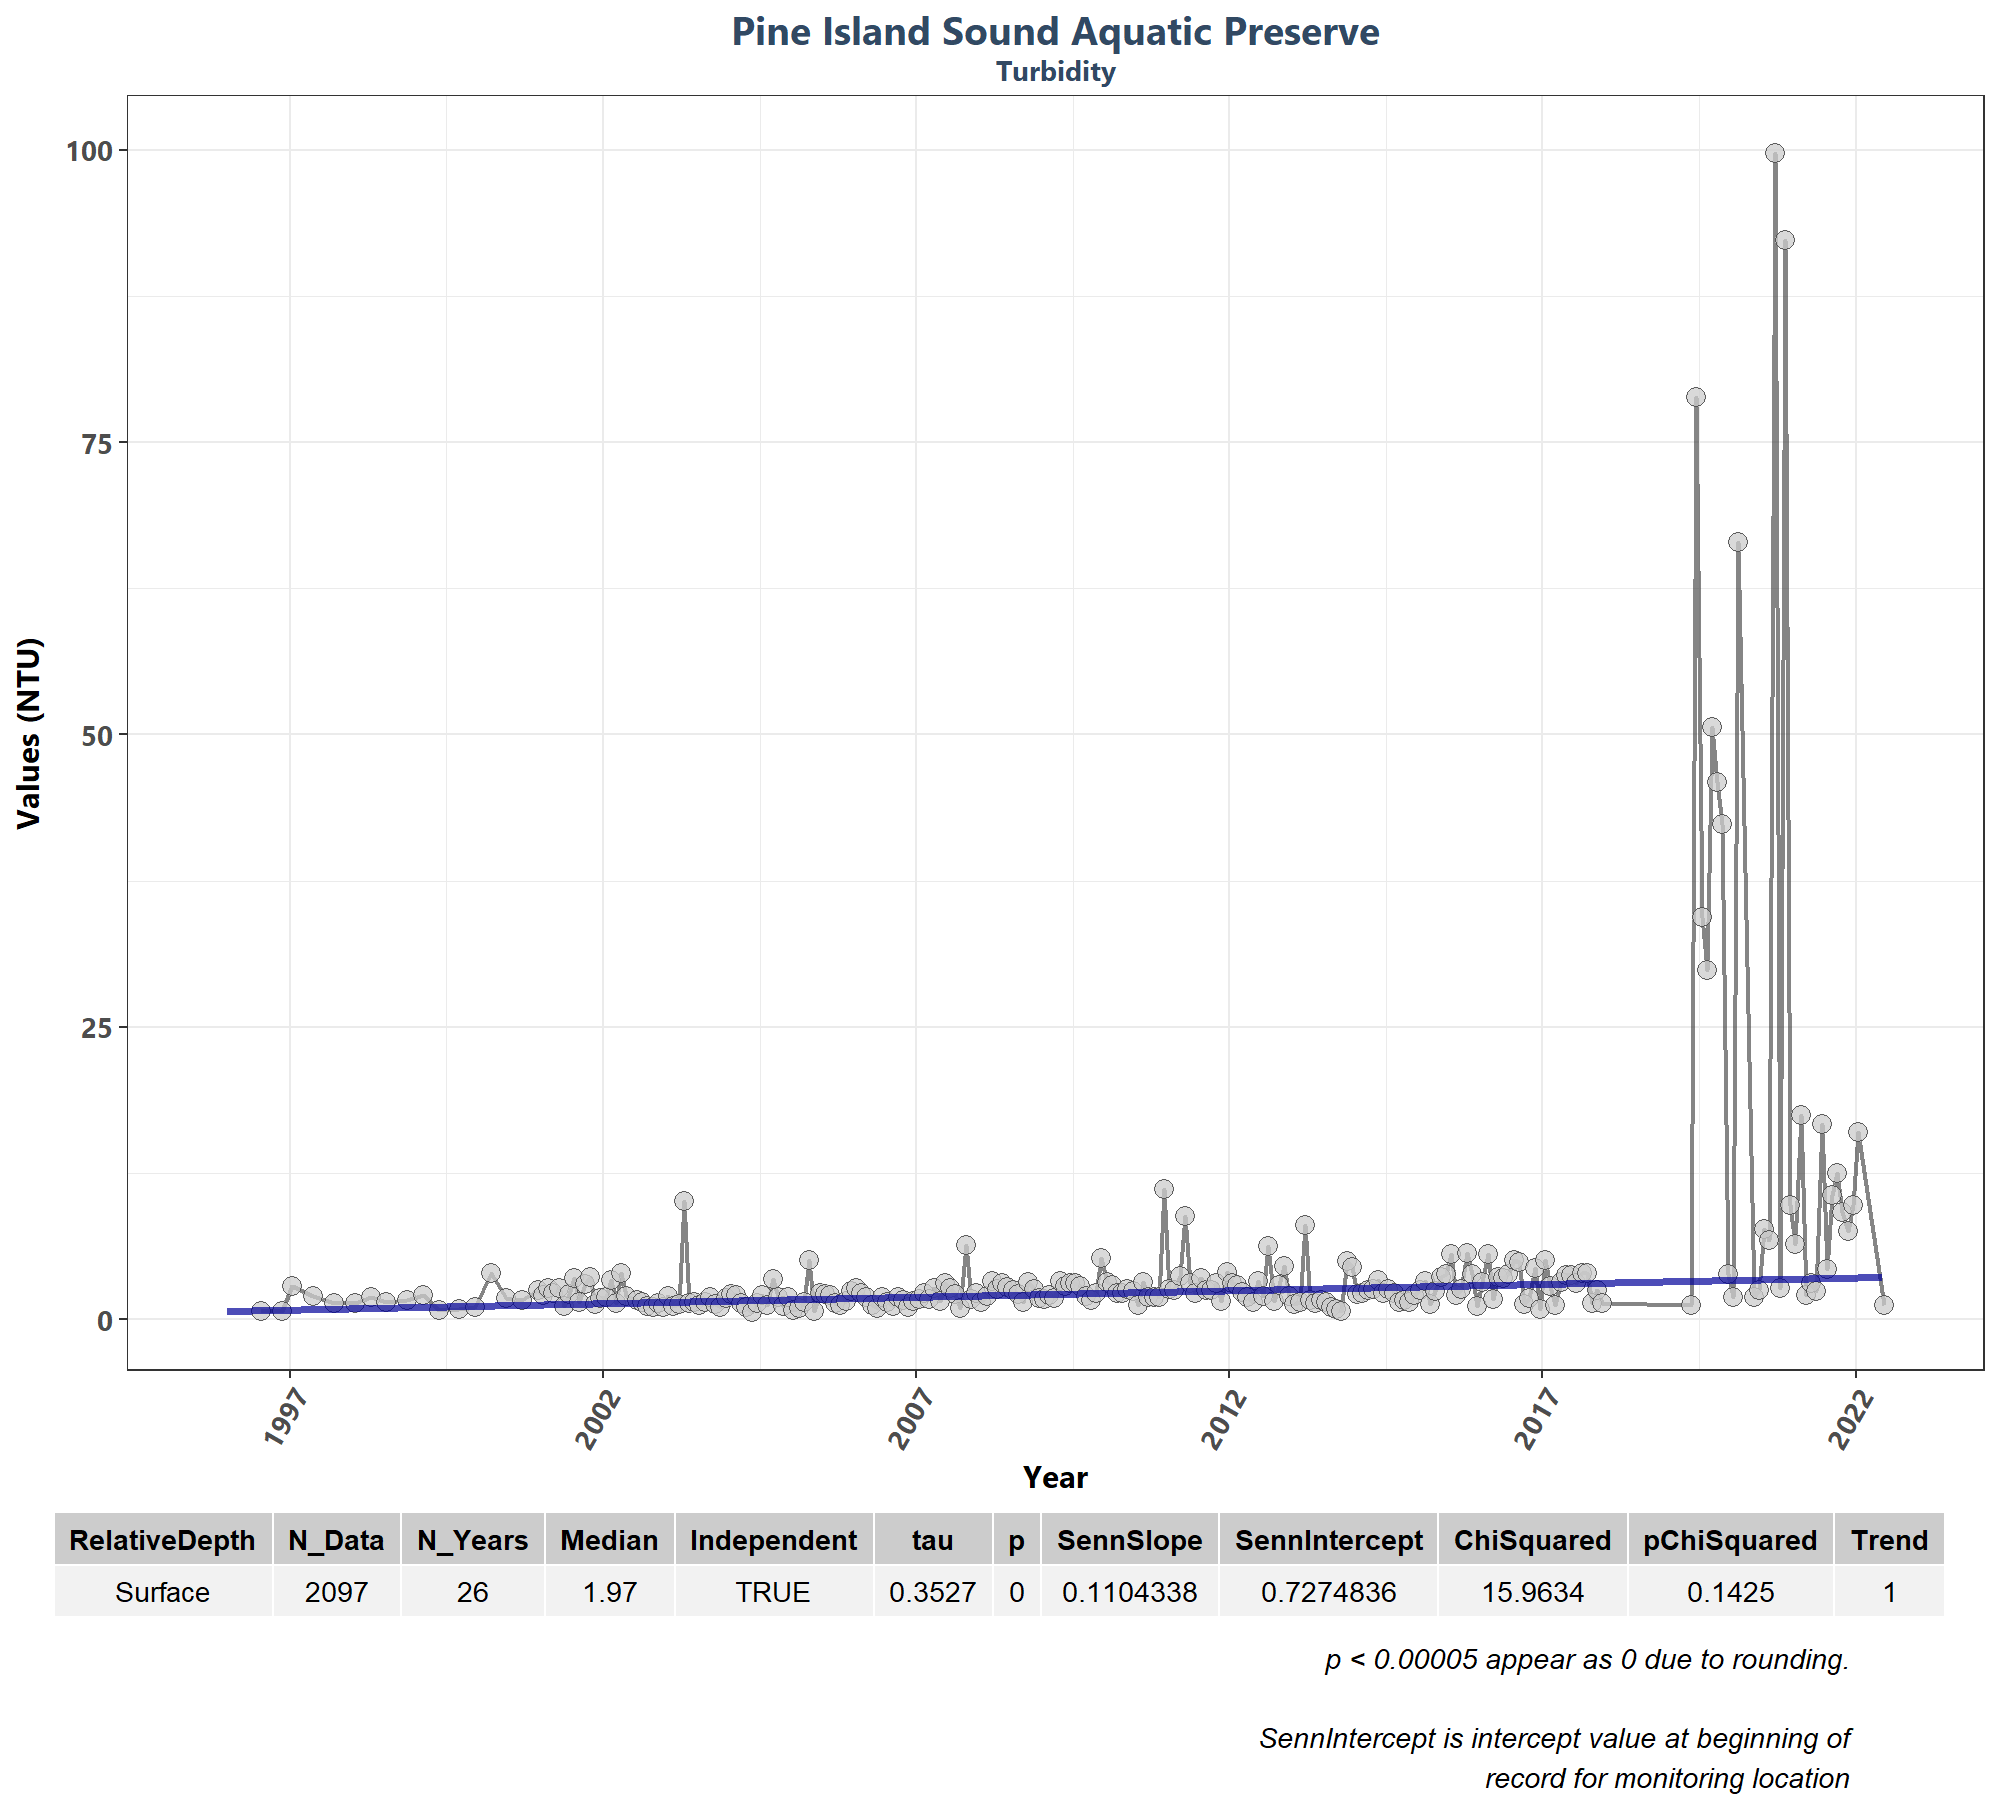 Pine Island Sound Aquatic Preserve
Turbidity
Values (NTU)
100
75
50
25
0
1997 2002 2007 2012 2017 2022
Year
RelativeDepth N_Data N_Years Median Independent tau p SennSlope SennIntercept ChiSquared pChiSquared Trend
Surface 2097 26 1.97 TRUE 0.3527 0 0.1104338 0.7274836 15.9634 0.1425 1
p < 0.00005 appear as 0 due to rounding.
SennIntercept is intercept value at beginning of
record for monitoring location